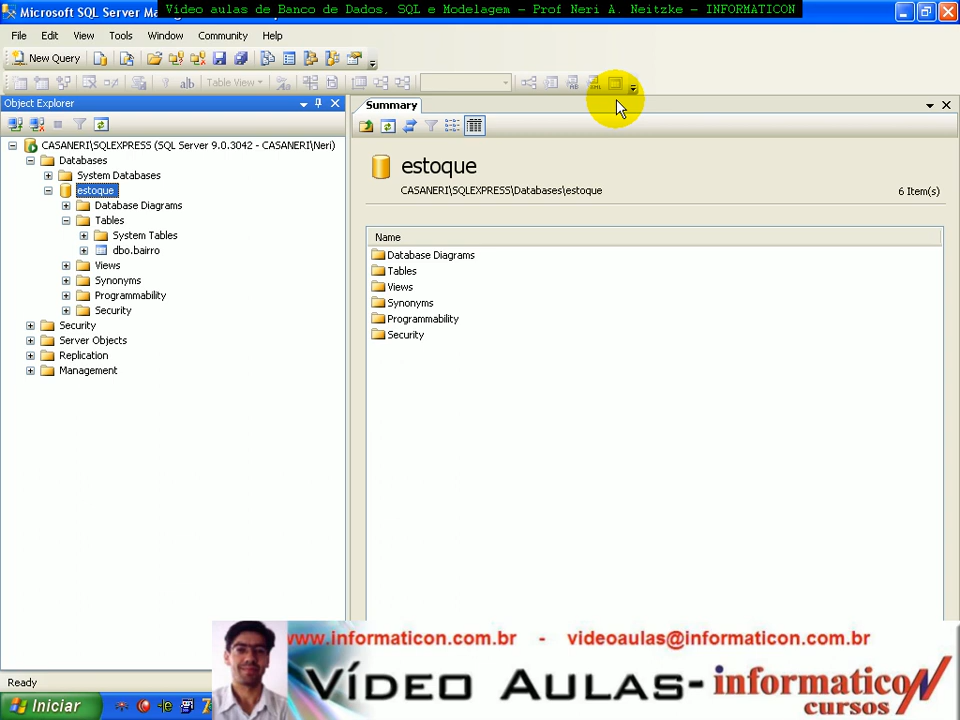 Microsoft SQL Server Ma
Video aulas de Banco de Dados, SQL e Modelagem - Prof Neri A. Neitzke - INFORMATICON
File Edit View Tools Window Community Help
New Query
Table View
Object Explorer
CASANERI\SQLEXPRESS (SQL Server 9.0.3042 - CASANERI\Neri)
Databases
System Databases
estoque
Database Diagrams
Tables
System Tables
dbo.bairro
Views
Synonyms
Programmability
Security
Security
Server Objects
Replication
Management
Summary
estoque
CASANERI\SQLEXPRESS\Databases\estoque
6 Item(s)
Name
Database Diagrams
Tables
Views
Synonyms
Programmability
Security
www.informaticon.com.br - videoaulas@informaticon.com.br
VÍDEO AULAS-informaticoN
cursos
Ready
Iniciar